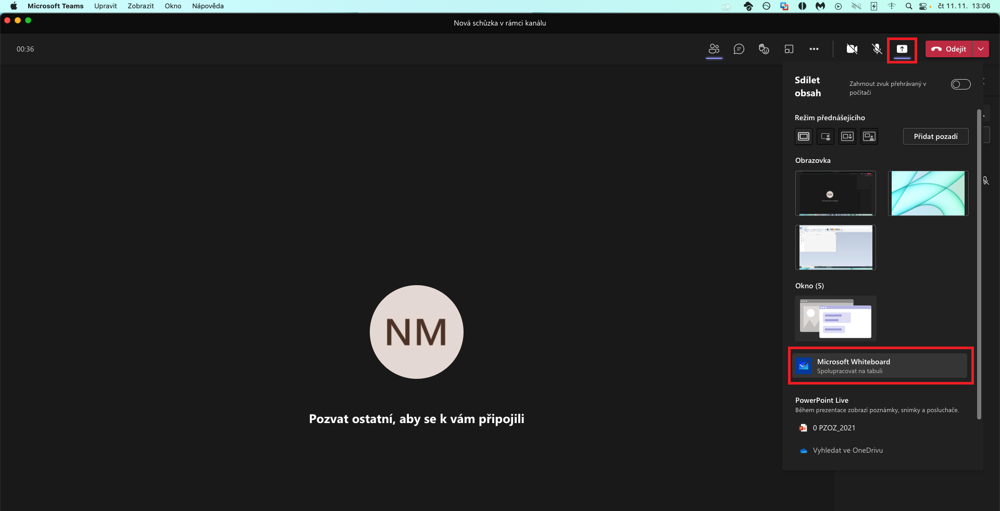 Microsoft Teams Upravit Zobrazit Okno Nápověda čt 11. 11. 13:06
Nová schůzka v rámci kanálu
00:36
Odejít
Sdílet
obsah
Zahrnout zvuk přehrávaný v
počítači
Režim přednášejícího
Přidat pozadí
Obrazovka
NM
Okno (5)
NM
Microsoft Whiteboard
Spolupracovat na tabuli
PowerPoint Live
Během prezentace zobrazí poznámky, snímky a posluchače.
Pozvat ostatní, aby se k vám připojili
0 PZOZ_2021
Vyhledat ve OneDrivu